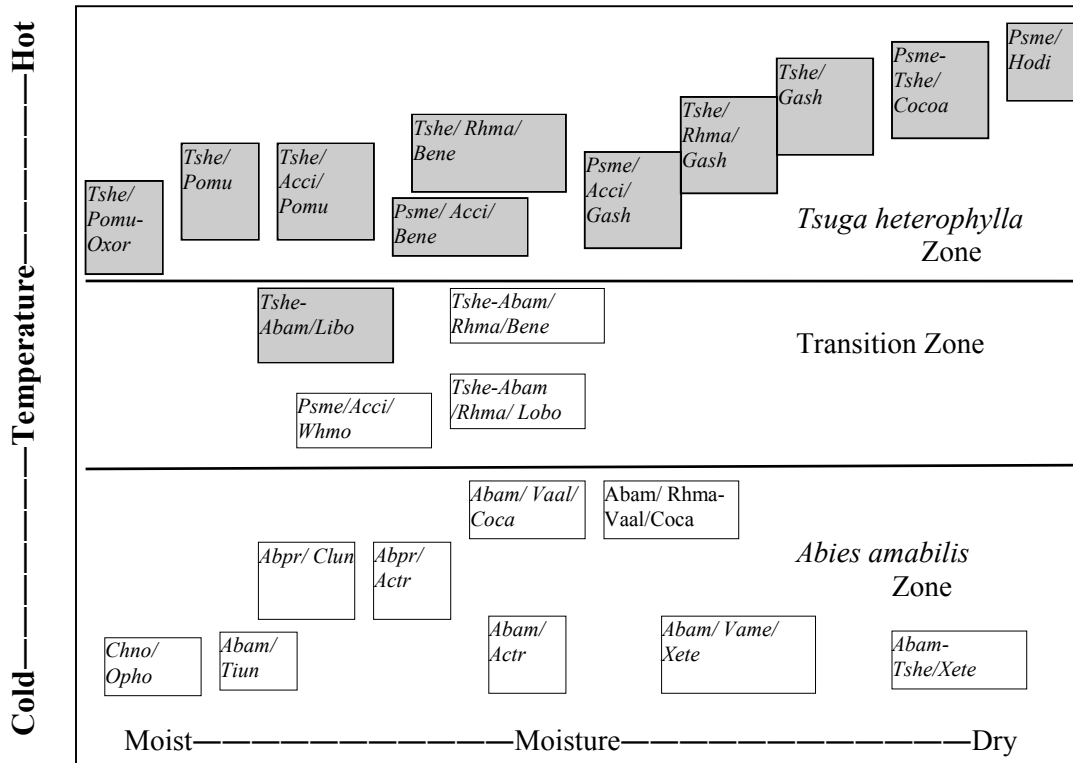 Psme/
Hodi
Psme-
Tshe/
Cocoa
Tshe/
Gash
Tshe/
Rhma/
Gash
Tshe/ Rhma/
Bene
Tshe/
Pomu
Tshe/
Acci/
Pomu
Psme/
Acci/
Gash
Tshe/
Pomu-
Oxor
Psme/ Acci/
Bene
Tsuga heterophylla
Zone
Tshe-
Abam/Libo
Tshe-Abam/
Rhma/Bene
Transition Zone
Tshe-Abam
/Rhma/ Lobo
Psme/Acci/
Whmo
Abam/ Vaal/
Coca
Abam/ Rhma-
Vaal/Coca
Abpr/ Clun
Abpr/
Actr
Abies amabilis
Zone
Abam/
Actr
Abam/ Vame/
Xete
Abam/
Tiun
Abam-
Tshe/Xete
Chno/
Opho
Cold——Temperature——Hot
Moist——Moisture——Dry